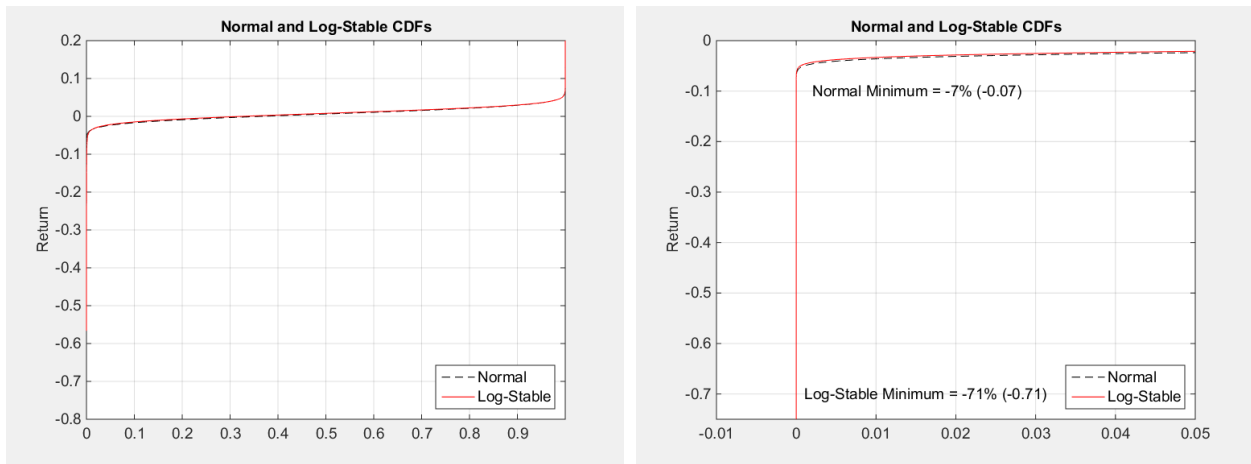 Normal and Log-Stable CDFs
0.2
0.1
0
-0.1
-0.2
-0.3
-0.4
-0.5
-0.6
-0.7
-0.8
Return
Normal
Log-Stable
0 0.1 0.2 0.3 0.4 0.5 0.6 0.7 0.8 0.9
Normal and Log-Stable CDFs
0
-0.1
-0.2
-0.3
-0.4
-0.5
-0.6
-0.7
Return
Normal Minimum = -7% (-0.07)
Log-Stable Minimum = -71% (-0.71)
Normal
Log-Stable
-0.01 0 0.01 0.02 0.03 0.04 0.05